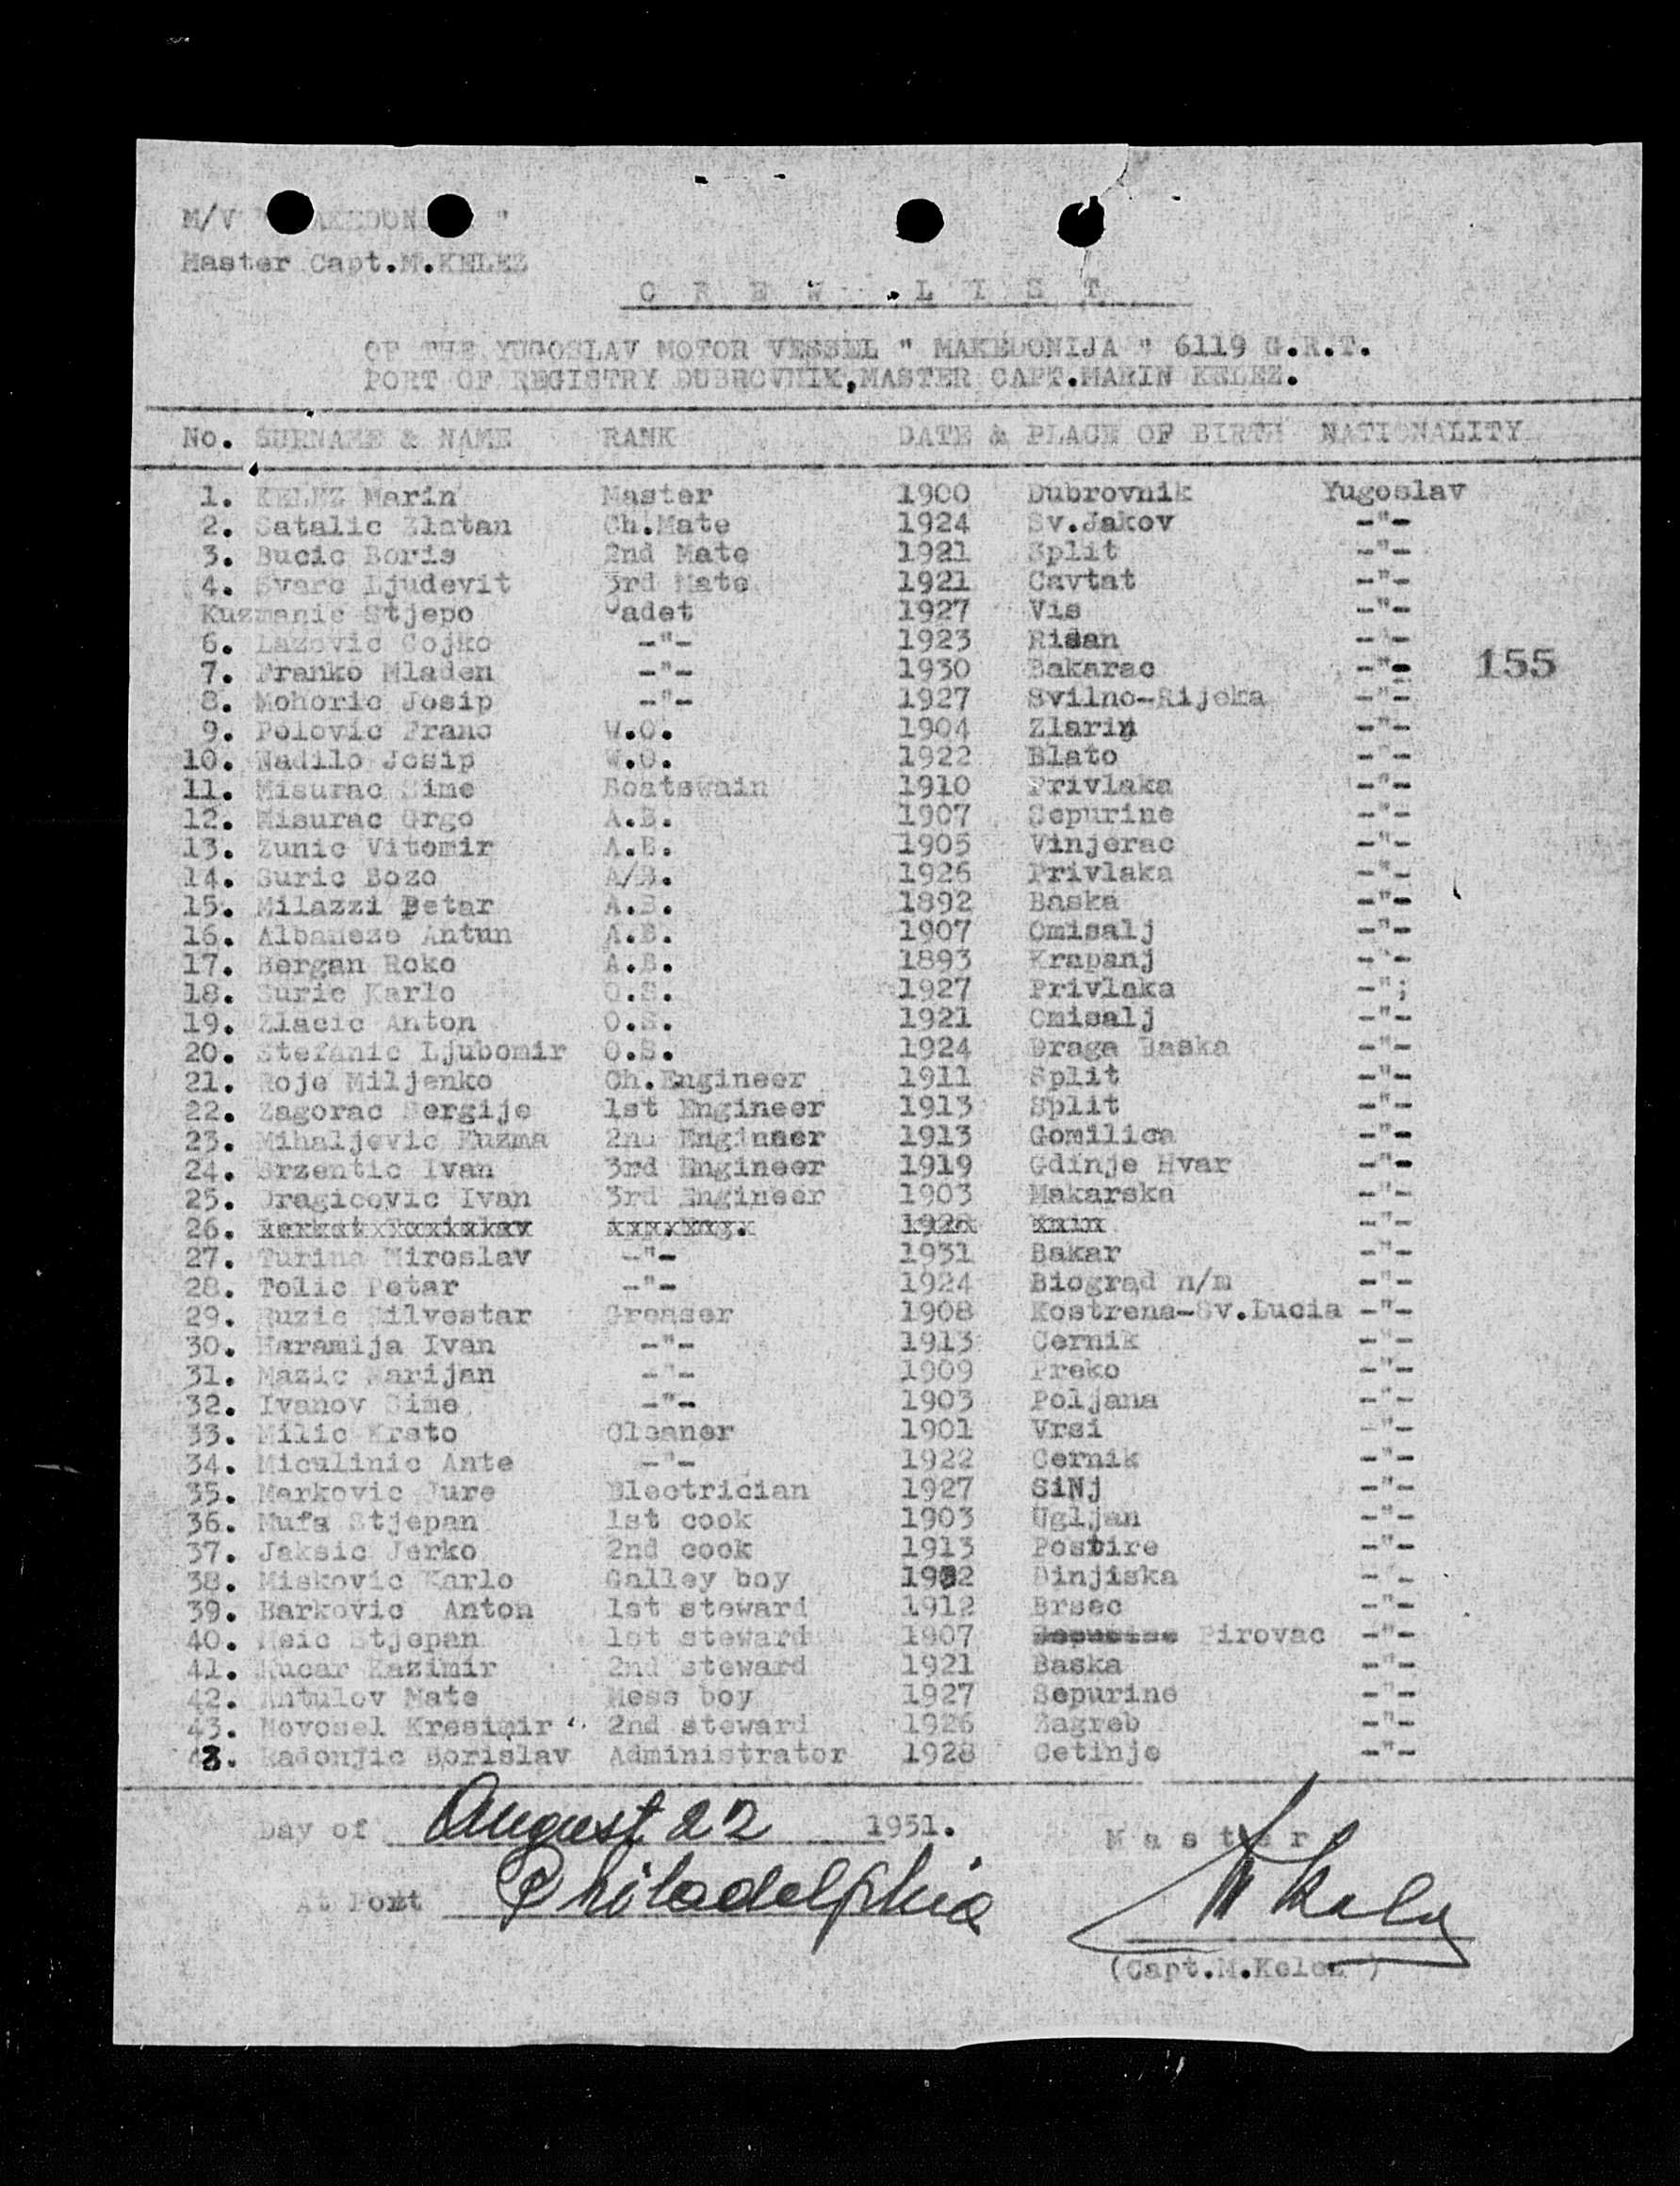 M/V " MAKEDONIJA "
Master Capt.M.KELEZ
C R E W L I S T
OF THE YUGOSLAV MOTOR VESSEL " MAKEDONIJA " 6119 G.R.T.
PORT OF REGISTRY DUBROVNIK,MASTER CAPT.MARIN KELEZ.
No. SURNAME & NAME RANK DATE & PLACE OF BIRTH NATIONALITY
1. KELEZ Marin Master 1900 Dubrovnik Yugoslav
2. Satalic Zlatan Ch.Mate 1924 Sv.Jakov -"-
3. Bucic Boris 2nd Mate 1921 Split -"-
4. Svarc Ljudevit 3rd Mate 1921 Cavtat -"-
Kuzmanic Stjepo Cadet 1927 Vis -"-
6. Lazovic Gojko -"- 1923 Risan -"-
7. Franko Mladen -"- 1930 Bakarac -"- 155
8. Mohoric Josip -"- 1927 Svilno-Rijeka -"-
9. Polovic Franc W.O. 1904 Zlarin -"-
10. Nadilo Josip W.O. 1922 Blato -"-
11. Misurac Sime Boatswain 1910 Privlaka -"-
12. Misurac Grgo A.B. 1907 Sepurine -"-
13. Zunic Vitomir A.B. 1905 Vinjerac -"-
14. Suric Bozo A/B. 1926 Privlaka -"-
15. Milazzi Petar A.B. 1892 Baska -"-
16. Albaneze Antun A.B. 1907 Omisalj -"-
17. Bergan Roko A.B. 1893 Krapanj -"-
18. Suric Karlo O.S. 1927 Privlaka -";
19. Zlacic Anton O.S. 1921 Omisalj -"-
20. Stefanic Ljubomir O.S. 1924 Draga Baska -"-
21. Roje Miljenko Ch.Engineer 1911 Split -"-
22. Zagorac Sergije 1st Engineer 1913 Split -"-
23. Mihaljevic Kuzma 2nd Engineer 1913 Gomilica -"-
24. Brzentic Ivan 3rd Engineer 1919 Gdinje Hvar -"-
25. Dragicevic Ivan 3rd Engineer 1903 Makarska -"-
26. -"-
27. Turina Miroslav -"- 1931 Bakar -"-
28. Tolic Petar -"- 1924 Biograd n/m -"-
29. Ruzic Silvestar Greaser 1908 Kostrena-Sv.Lucia -"-
30. Haramija Ivan -"- 1913 Cernik -"-
31. Mazic Marijan -"- 1909 Preko -"-
32. Ivanov Sime -"- 1903 Poljana -"-
33. Milic Krsto Cleaner 1901 Vrsi -"-
34. Miculinic Ante -"- 1922 Cernik -"-
35. Markovic Jure Electrician 1927 SiNj -"-
36. Mufa Stjepan 1st cook 1903 Ugljan -"-
37. Jaksic Jerko 2nd cook 1913 Postire -"-
38. Miskovic Karlo Galley boy 1932 Dinjiska -"-
39. Barkovic Anton 1st steward 1912 Brsec -"-
40. Meic Stjepan 1st steward 1907 Pirovac -"-
41. Kucar Kazimir 2nd steward 1921 Baska -"-
42. Antulov Mate Mess boy 1927 Sepurine -"-
43. Novosel Kresimir 2nd steward 1926 Zagreb -"-
43. Radonjic Borislav Administrator 1928 Cetinje -"-
Day of August 22 1951.
Master
At Port Philadelphia
(Capt.M.Kelez )